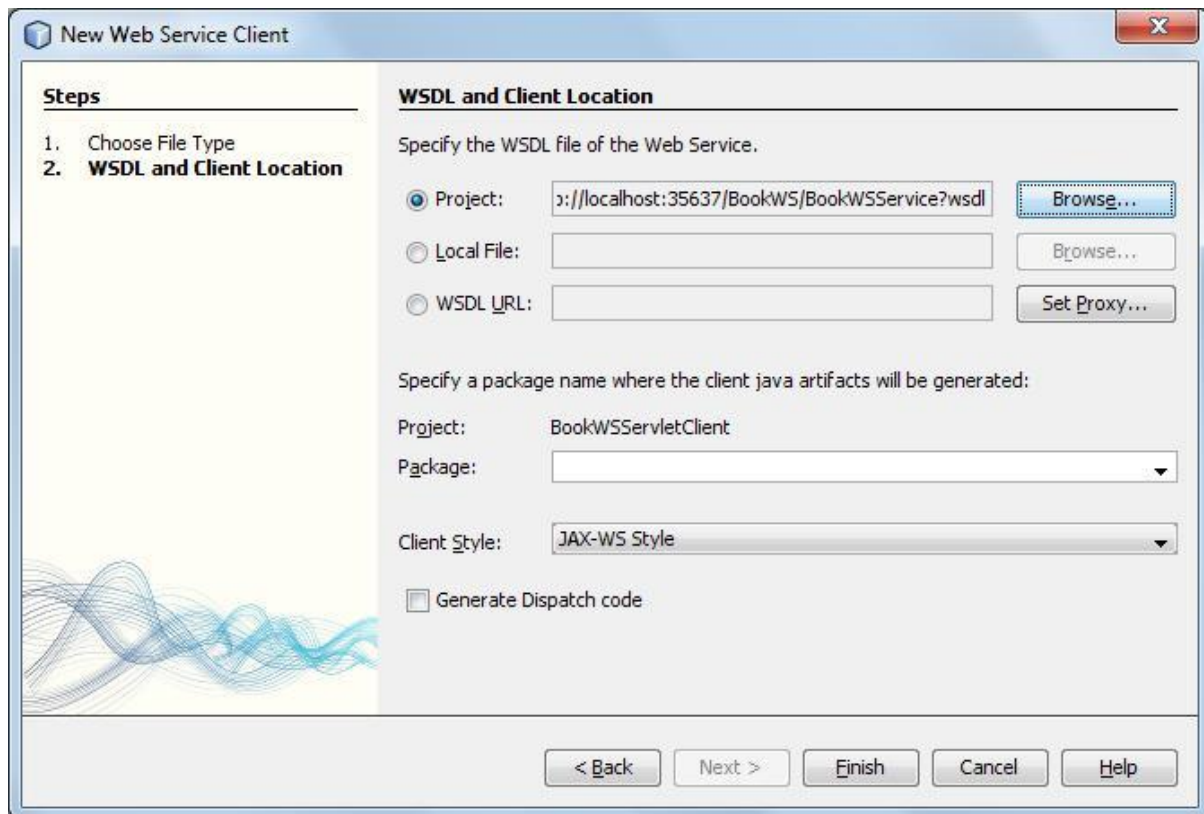 New Web Service Client
Steps
1. Choose File Type
2. WSDL and Client Location
WSDL and Client Location
Specify the WSDL file of the Web Service.
Project: ://localhost:35637/BookWS/BookWSService?wsdl Browse...
Local File: Browse...
WSDL URL: Set Proxy...
Specify a package name where the client java artifacts will be generated:
Project: BookWSServletClient
Package:
Client Style: JAX-WS Style
Generate Dispatch code
< Back Next > Finish Cancel Help